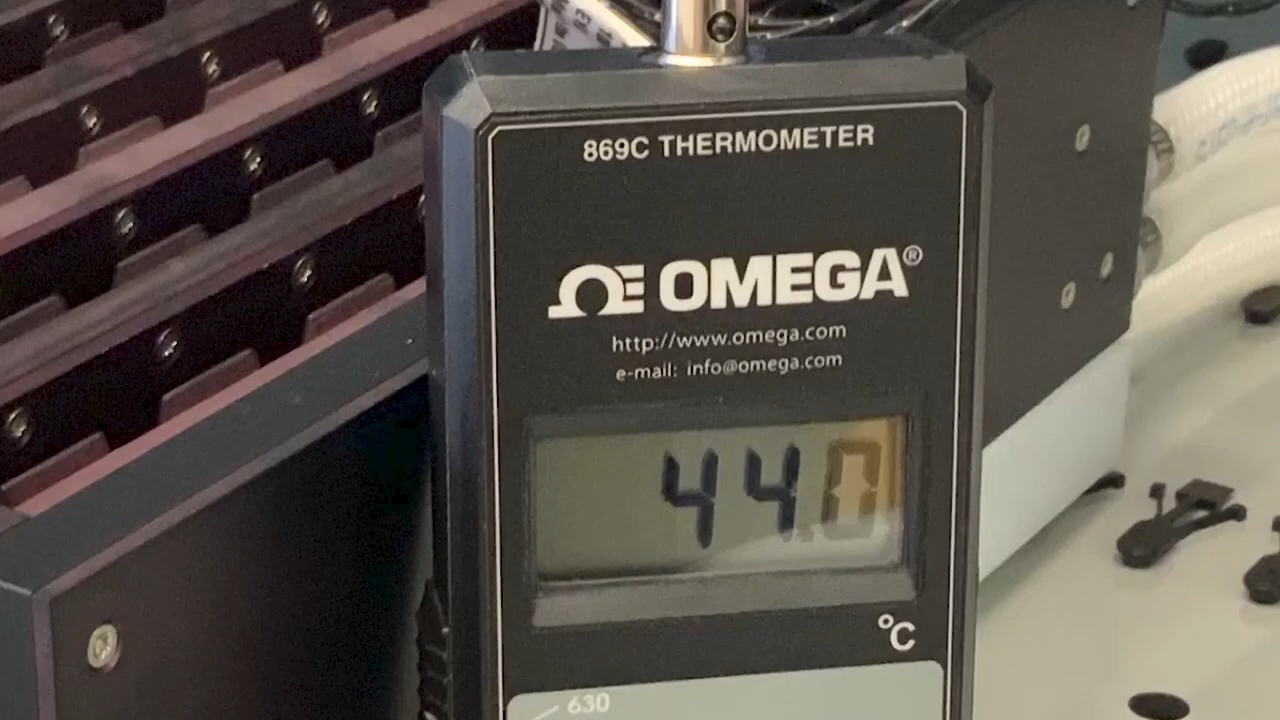 869C THERMOMETER
OMEGA®
http://www.omega.com
e-mail: info@omega.com
44.0
°C
630